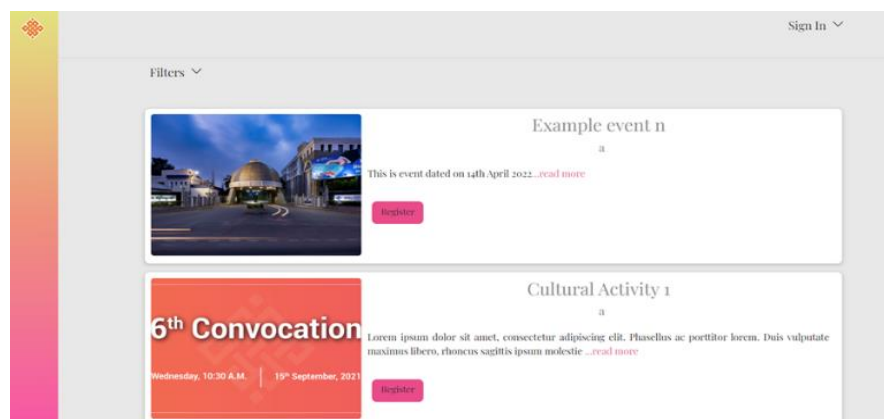 Sign In
Filters
Example event n
a
This is event dated on 14th April 2022...read more
Register
6th Convocation
Wednesday, 10:30 A.M. | 15th September, 2021
Cultural Activity 1
a
Lorem ipsum dolor sit amet, consectetur adipiscing elit. Phasellus ac porttitor lorem. Duis vulputate
maximus libero, rhoncus sagittis ipsum molestie ...read more
Register